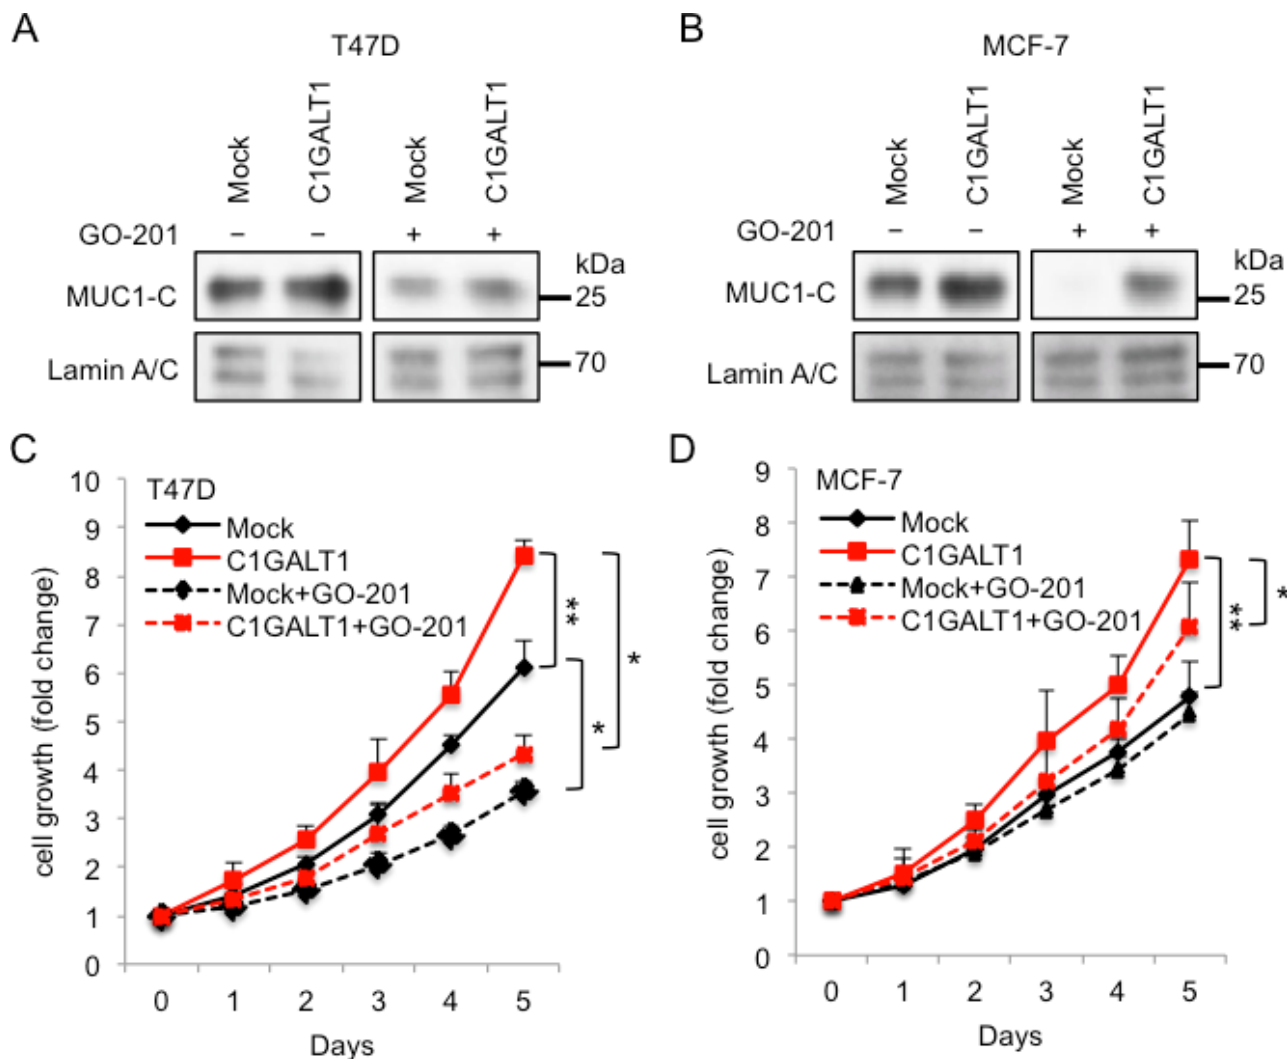 A
T47D
Mock
C1GALT1
Mock
C1GALT1
GO-201 – – + +
kDa
MUC1-C
25
Lamin A/C
70
B
MCF-7
Mock
C1GALT1
Mock
C1GALT1
GO-201 – – + +
kDa
MUC1-C
25
Lamin A/C
70
C
T47D
Mock
C1GALT1
Mock+GO-201
C1GALT1+GO-201
cell growth (fold change)
10
9
8
7
6
5
4
3
2
1
0
**
*
*
0 1 2 3 4 5
Days
D
MCF-7
Mock
C1GALT1
Mock+GO-201
C1GALT1+GO-201
cell growth (fold change)
9
8
7
6
5
4
3
2
1
0
**
*
0 1 2 3 4 5
Days